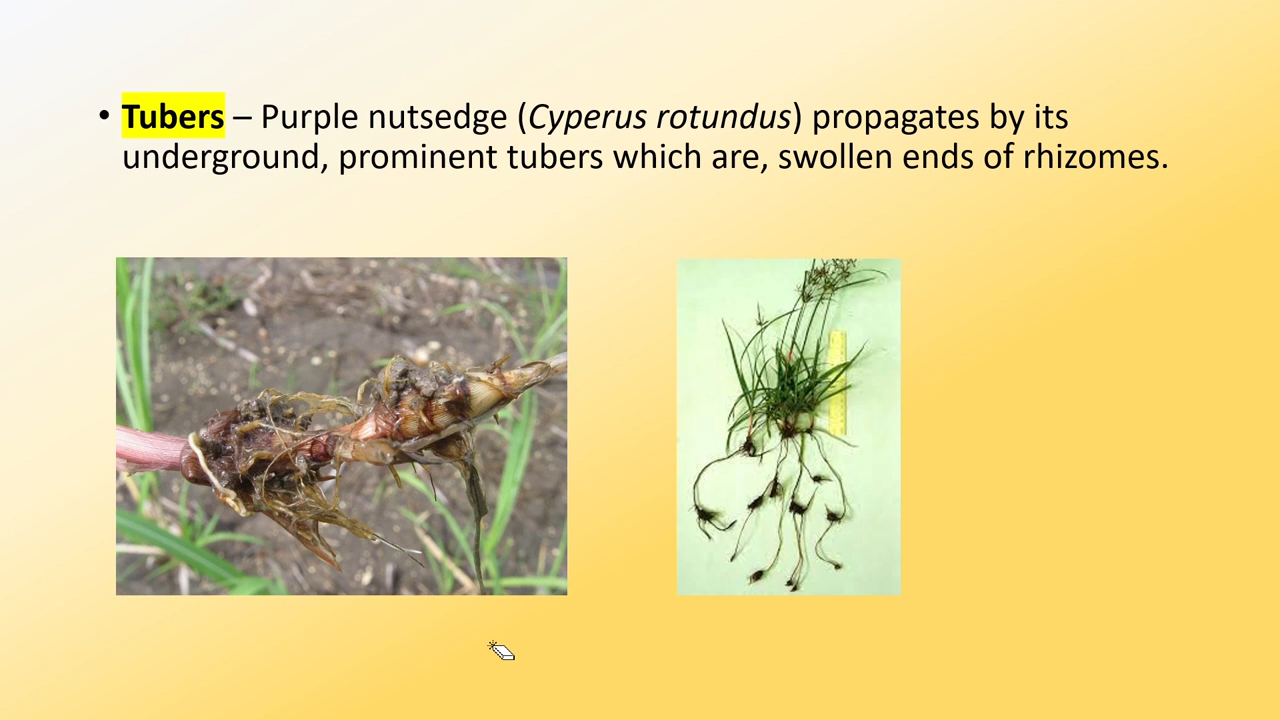 • Tubers – Purple nutsedge (Cyperus rotundus) propagates by its
underground, prominent tubers which are, swollen ends of rhizomes.